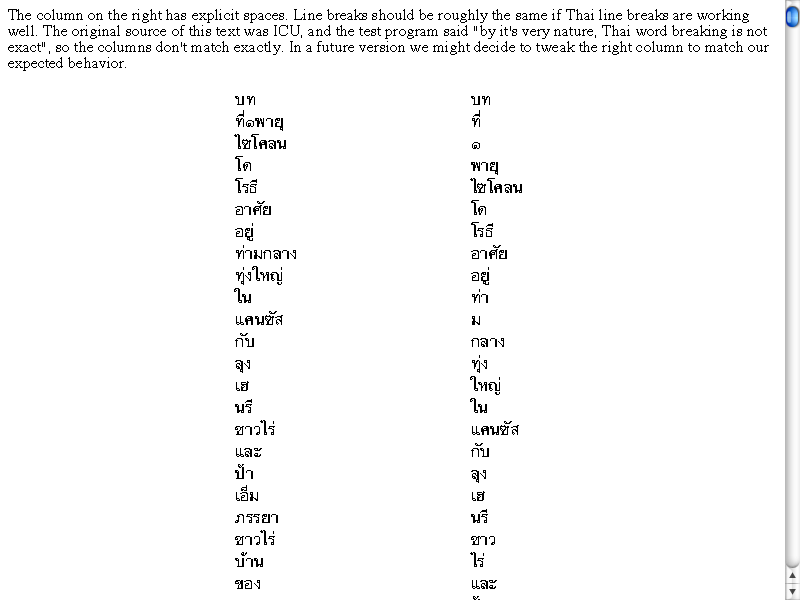 The column on the right has explicit spaces. Line breaks should be roughly the same if Thai line breaks are working
well. The original source of this text was ICU, and the test program said "by it's very nature, Thai word breaking is not
exact", so the columns don't match exactly. In a future version we might decide to tweak the right column to match our
expected behavior.
บท
ที่๑พายุ
ไซโคลน
โด
โรธี
อาศัย
อยู่
ท่ามกลาง
ทุ่งใหญ่
ใน
แคนซัส
กับ
ลุง
เฮ
นรี
ชาวไร่
และ
ป้า
เอ็ม
ภรรยา
ชาวไร่
บ้าน
ของ
บท
ที่
๑
พายุ
ไซโคลน
โด
โรธี
อาศัย
อยู่
ท่า
ม
กลาง
ทุ่ง
ใหญ่
ใน
แคนซัส
กับ
ลุง
เฮ
นรี
ชาว
ไร่
และ